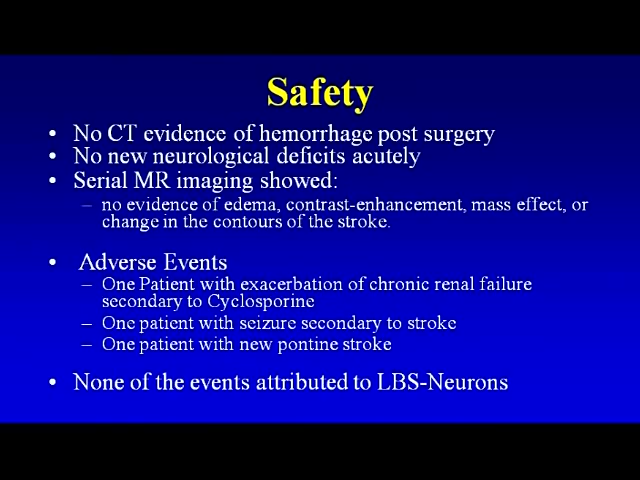 Safety
• No CT evidence of hemorrhage post surgery
• No new neurological deficits acutely
• Serial MR imaging showed:
– no evidence of edema, contrast-enhancement, mass effect, or
change in the contours of the stroke.
• Adverse Events
– One Patient with exacerbation of chronic renal failure
secondary to Cyclosporine
– One patient with seizure secondary to stroke
– One patient with new pontine stroke
• None of the events attributed to LBS-Neurons